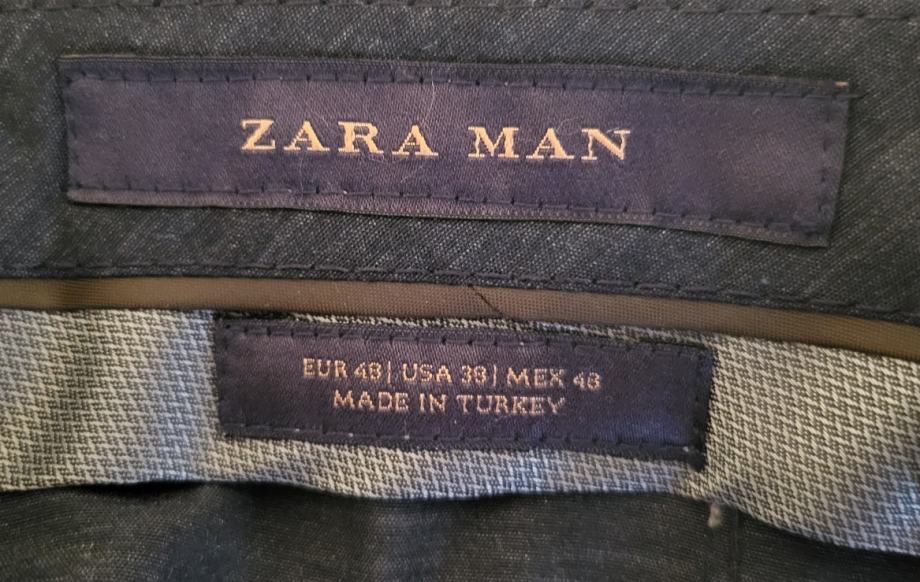 ZARA MAN
EUR 48| USA 38| MEX 48
MADE IN TURKEY